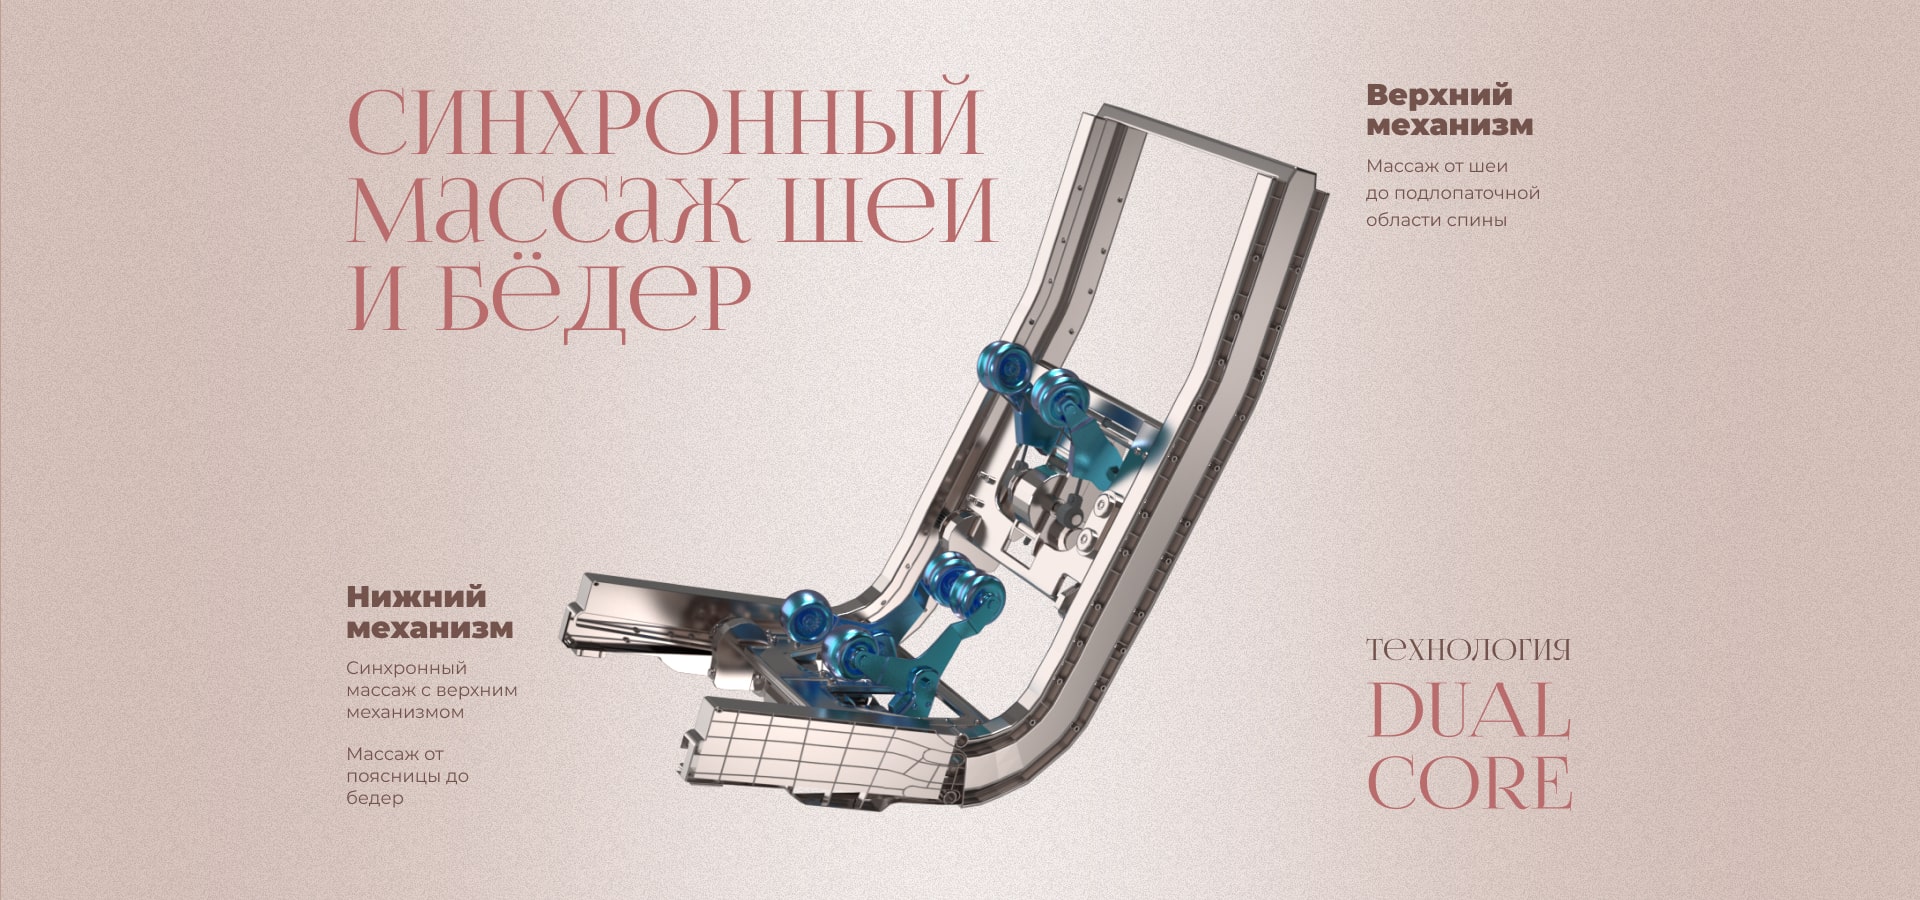 СИНХРОННЫЙ
МАССАЖ ШЕИ
И БЁДЕР
Верхний
механизм
Массаж от шеи
до подлопаточной
области спины
Нижний
механизм
Синхронный
массаж с верхним
механизмом
Массаж от
поясницы до
бедер
ТЕХНОЛОГИЯ
DUAL
CORE